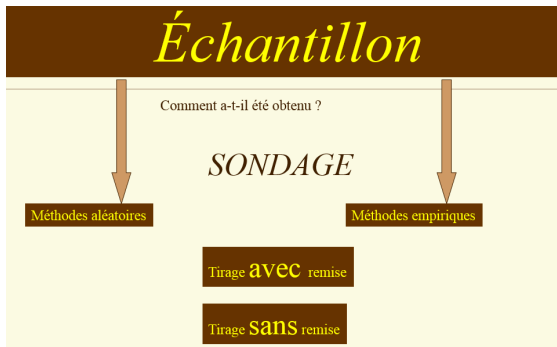 Échantillon
Comment a-t-il été obtenu ?
SONDAGE
Méthodes aléatoires
Méthodes empiriques
Tirage avec remise
Tirage sans remise